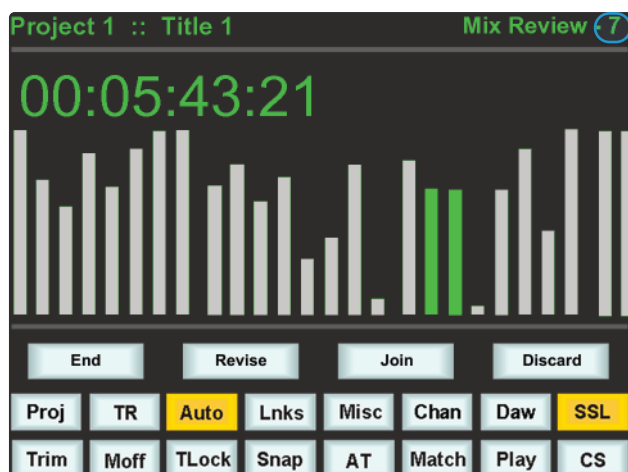 Project 1 :: Title 1 Mix Review - 7
00:05:43:21
End Revise Join Discard
Proj TR Auto Lnks Misc Chan Daw SSL
Trim Moff TLock Snap AT Match Play CS